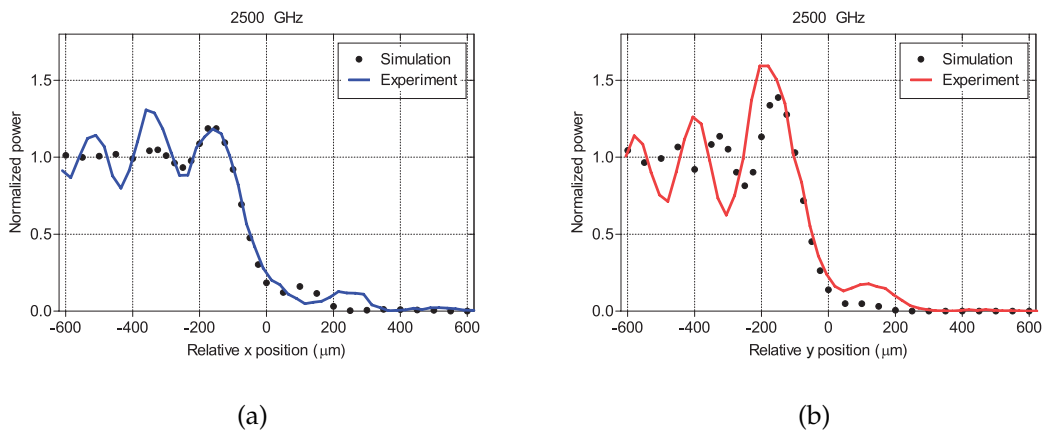 2500 GHz
Normalized power
1.5
1.0
0.5
0.0
Simulation
Experiment
-600 -400 -200 0 200 400 600
Relative x position (μm)
(a)
2500 GHz
Normalized power
1.5
1.0
0.5
0.0
Simulation
Experiment
-600 -400 -200 0 200 400 600
Relative y position (μm)
(b)